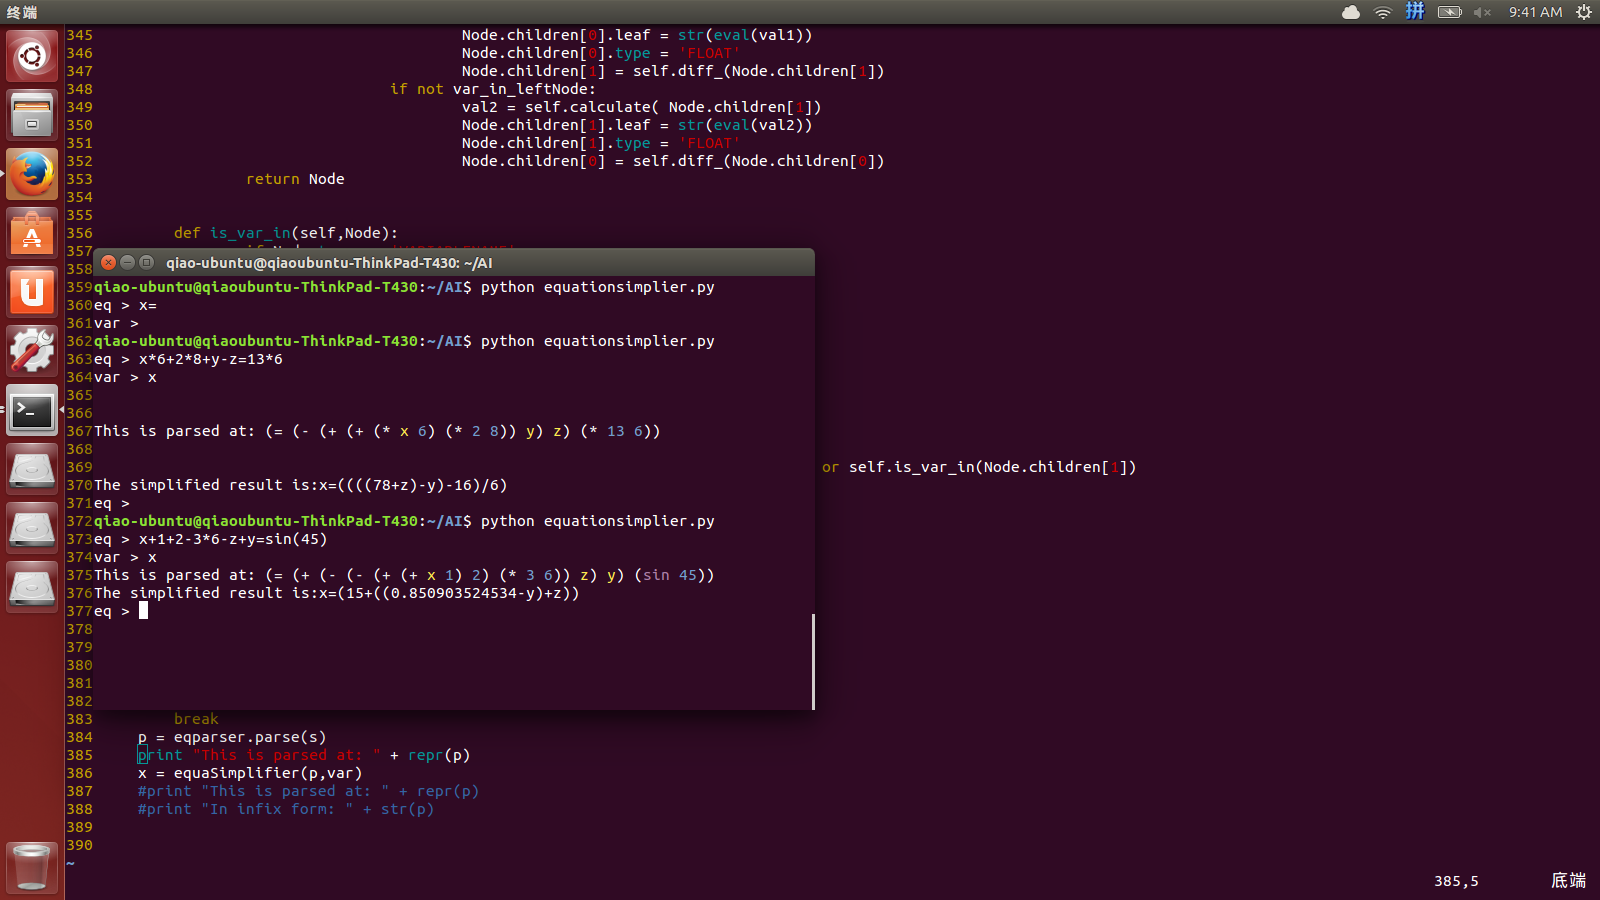 终端
拼
9:41 AM
345 Node.children[0].leaf = str(eval(val1))
346 Node.children[0].type = 'FLOAT'
347 Node.children[1] = self.diff_(Node.children[1])
348 if not var_in_leftNode:
349 val2 = self.calculate( Node.children[1])
350 Node.children[1].leaf = str(eval(val2))
351 Node.children[1].type = 'FLOAT'
352 Node.children[0] = self.diff_(Node.children[0])
353 return Node
354
355
356 def is_var_in(self,Node):
357
358
qiao-ubuntu@qiaoubuntu-ThinkPad-T430: ~/AI
359 qiao-ubuntu@qiaoubuntu-ThinkPad-T430:~/AI$ python equationsimplier.py
360 eq > x=
361 var >
362 qiao-ubuntu@qiaoubuntu-ThinkPad-T430:~/AI$ python equationsimplier.py
363 eq > x*6+2*8+y-z=13*6
364 var > x
365
366
367 This is parsed at: (= (- (+ (+ (* x 6) (* 2 8)) y) z) (* 13 6))
368
369 or self.is_var_in(Node.children[1])
370 The simplified result is:x=((((78+z)-y)-16)/6)
371 eq >
372 qiao-ubuntu@qiaoubuntu-ThinkPad-T430:~/AI$ python equationsimplier.py
373 eq > x+1+2-3*6-z+y=sin(45)
374 var > x
375 This is parsed at: (= (+ (- (- (+ (+ x 1) 2) (* 3 6)) z) y) (sin 45))
376 The simplified result is:x=(15+((0.850903524534-y)+z))
377 eq >
378
379
380
381
382
383 break
384 p = eqparser.parse(s)
385 print "This is parsed at: " + repr(p)
386 x = equaSimplifier(p,var)
387 #print "This is parsed at: " + repr(p)
388 #print "In infix form: " + str(p)
389
390
~
385,5 底端